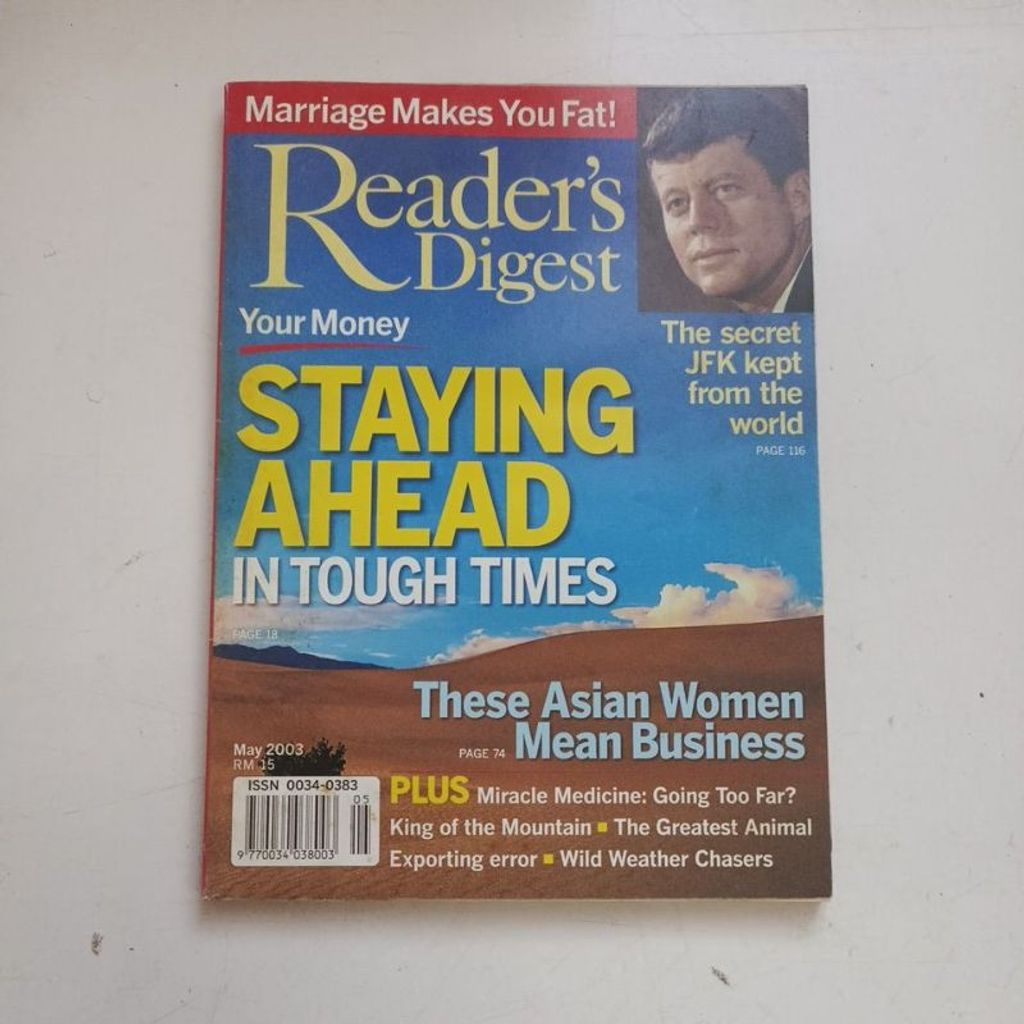 Marriage Makes You Fat!
Reader's
Digest
Your Money
STAYING
AHEAD
IN TOUGH TIMES
PAGE 18
The secret
JFK kept
from the
world
PAGE 116
These Asian Women
PAGE 74 Mean Business
May 2003
RM 15
ISSN 0034-0383
05
9 770034 038003
PLUS Miracle Medicine: Going Too Far?
King of the Mountain ▪ The Greatest Animal
Exporting error ▪ Wild Weather Chasers